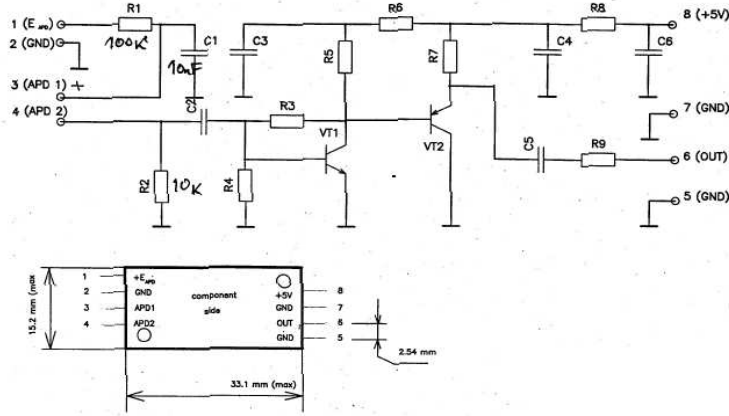 1 (E APD) R1 R6 R8 8 (+5V)
2 (GND) 100K C1 C3 R5 R7 C4 C6
10nF
3 (APD 1) +
4 (APD 2) C2 R3 7 (GND)
VT1 VT2 C5 R9
6 (OUT)
R2 10K R4
5 (GND)
1 +E APD
2 GND component +5V 8
3 APD1 side GND 7
4 APD2 OUT 6
GND 5
15.2 mm (max
2.54 mm
33.1 mm (max)